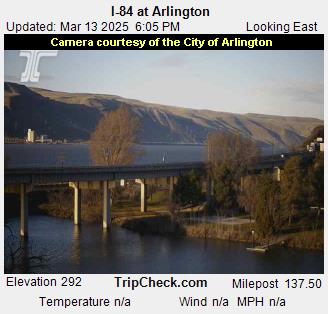 I-84 at Arlington
Updated: Mar 13 2025 6:05 PM Looking East
Camera courtesy of the City of Arlington
Elevation 292 TripCheck.com Milepost 137.50
Temperature n/a Wind n/a MPH n/a